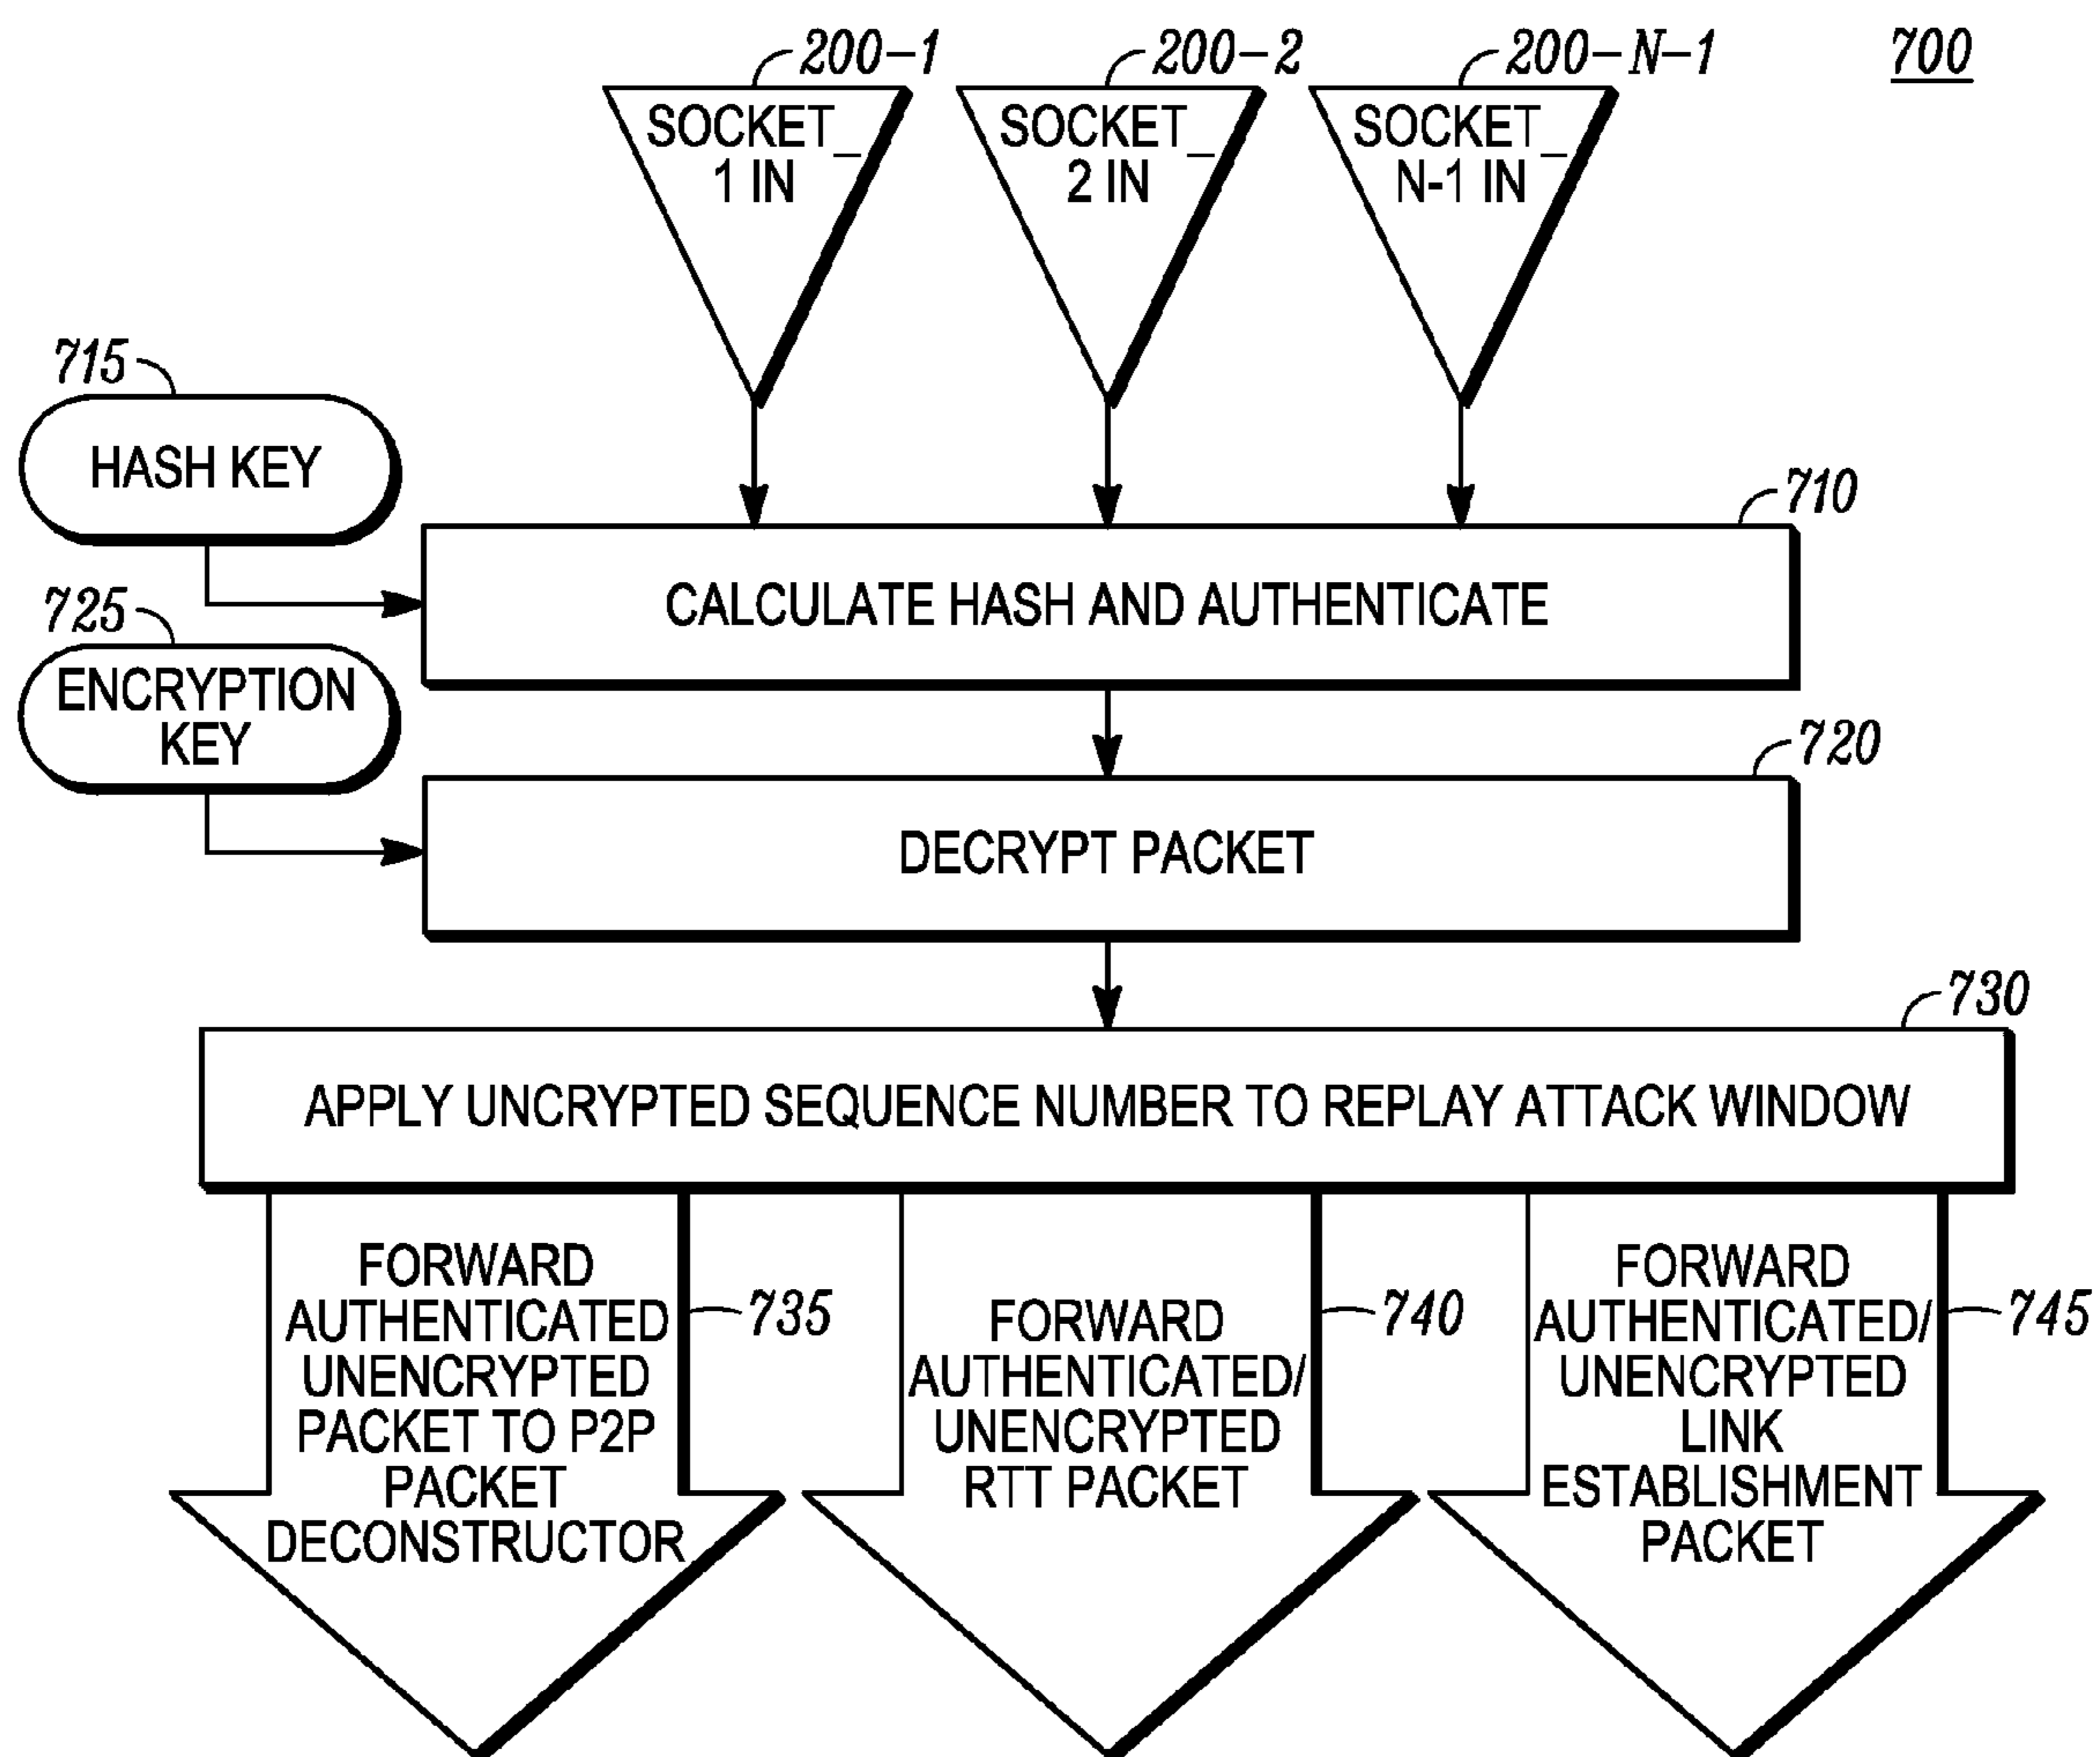 200-1
200-2
200-N-1
700
SOCKET_
1 IN
SOCKET_
2 IN
SOCKET_
N-1 IN
715
HASH KEY
710
CALCULATE HASH AND AUTHENTICATE
725
ENCRYPTION
KEY
720
DECRYPT PACKET
730
APPLY UNCRYPTED SEQUENCE NUMBER TO REPLAY ATTACK WINDOW
FORWARD
AUTHENTICATED
UNENCRYPTED
PACKET TO P2P
PACKET
DECONSTRUCTOR
735
FORWARD
AUTHENTICATED/
UNENCRYPTED
RTT PACKET
740
FORWARD
AUTHENTICATED/
UNENCRYPTED
LINK
ESTABLISHMENT
PACKET
745